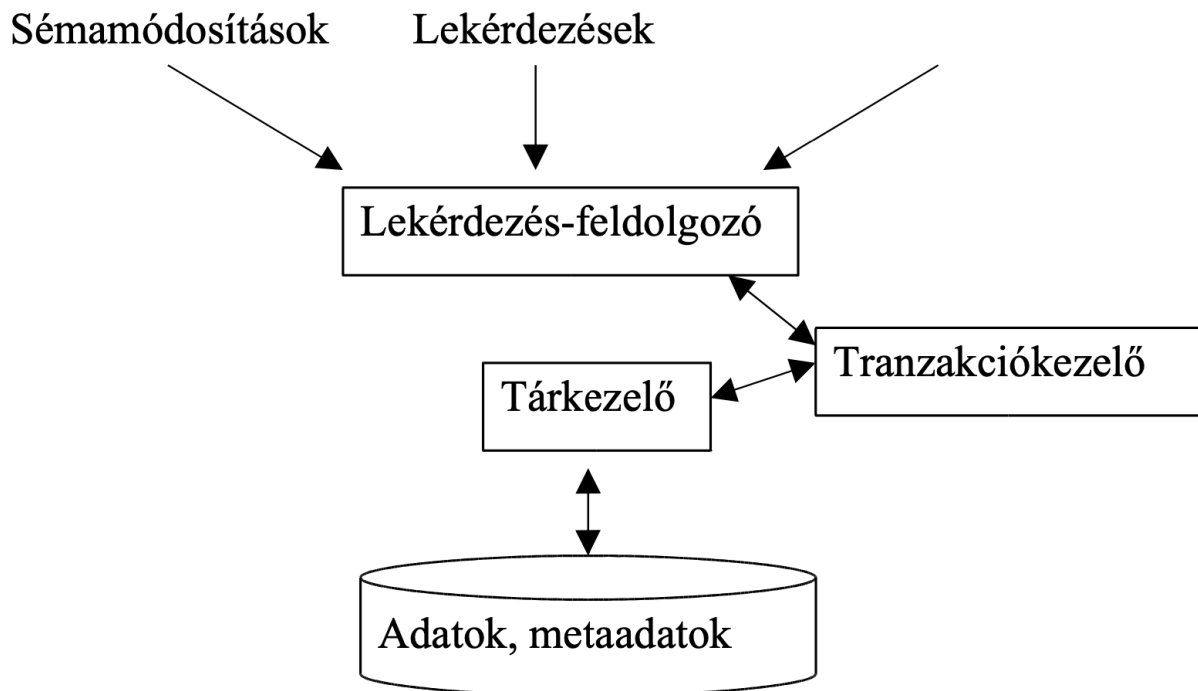 Sémamódosítások Lekérdezések
Lekérdezés-feldolgozó
Tranzakciókezelő
Tárkezelő
Adatok, metaadatok